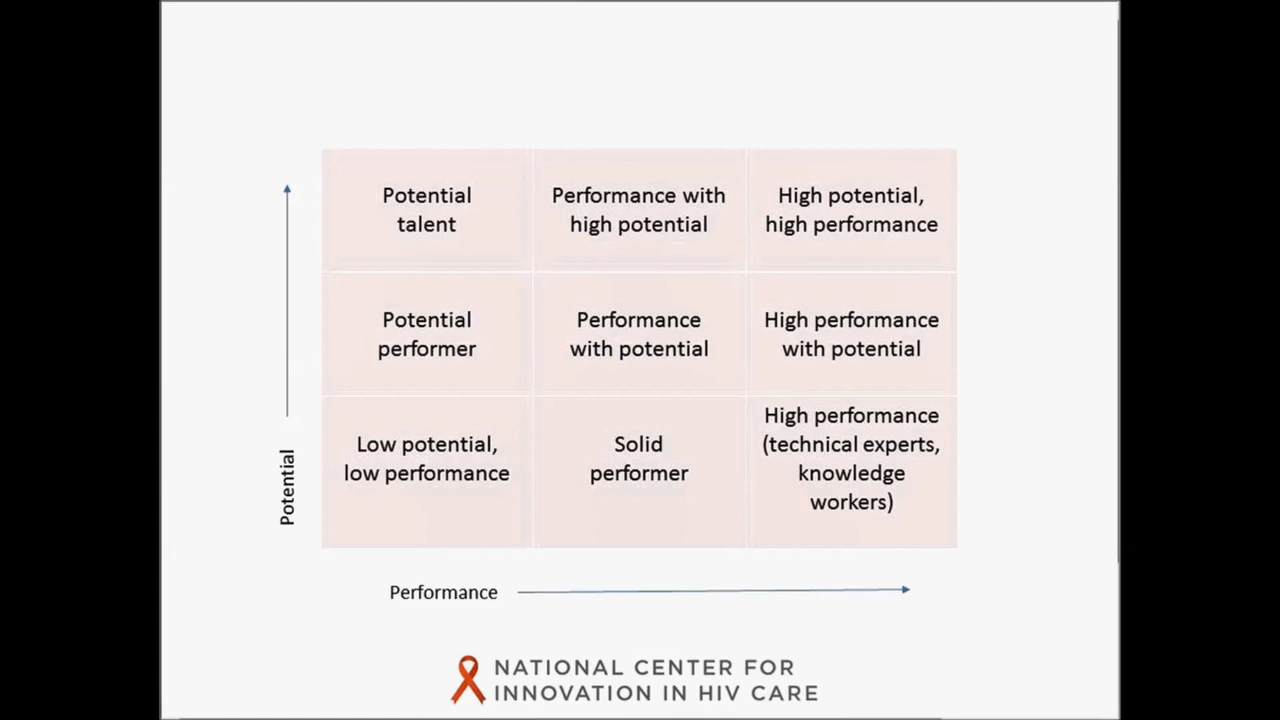 Potential
talent
Performance with
high potential
High potential,
high performance
Potential
performer
Performance
with potential
High performance
with potential
Low potential,
low performance
Solid
performer
High performance
(technical experts,
knowledge
workers)
Potential
Performance
NATIONAL CENTER FOR
INNOVATION IN HIV CARE